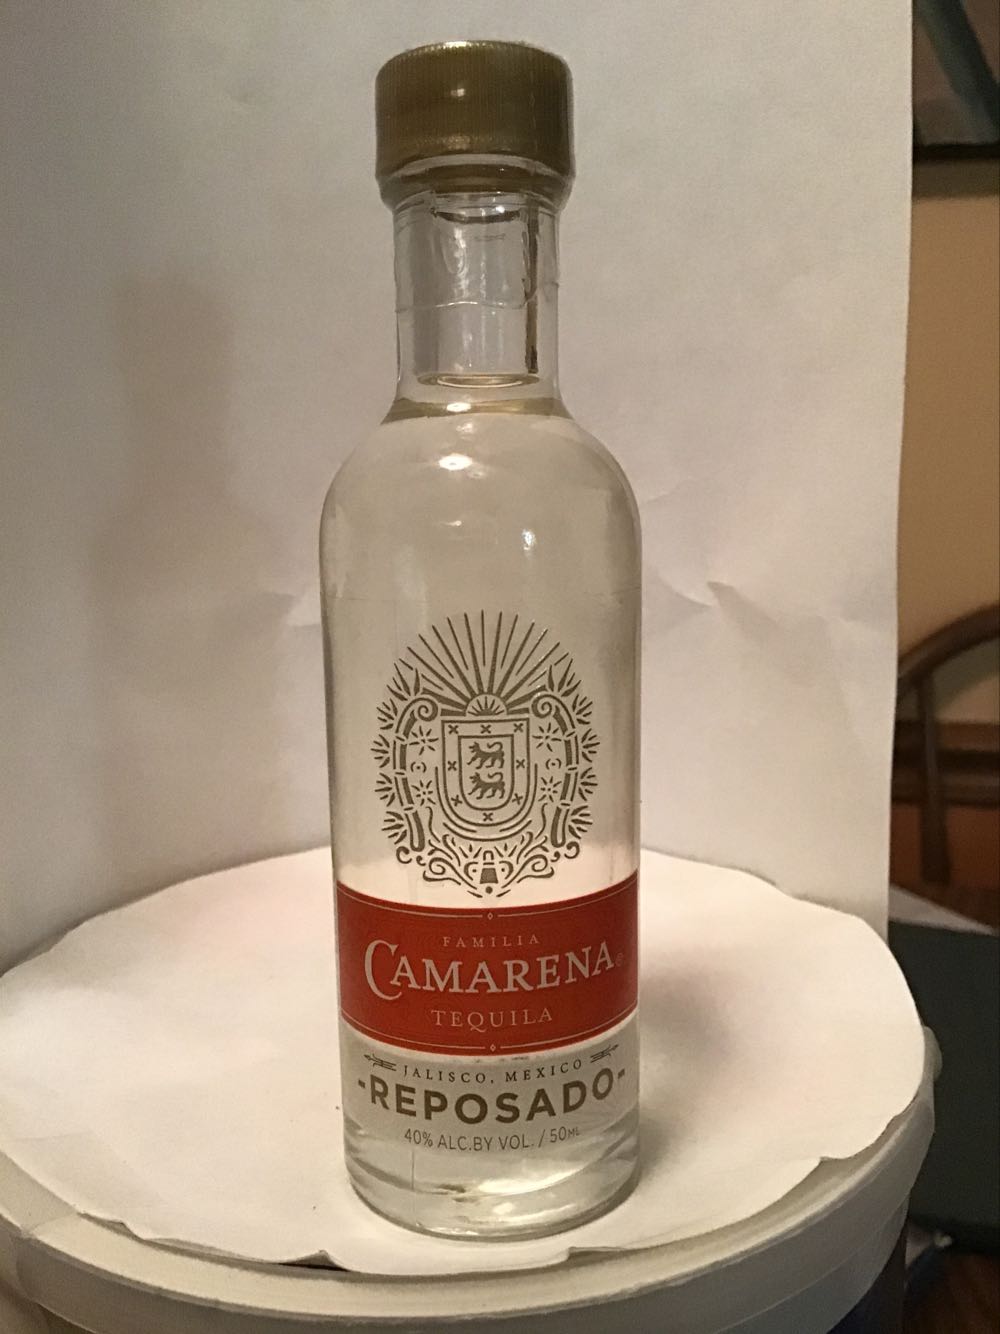 FAMILIA
CAMARENA®
TEQUILA
JALISCO, MEXICO
-REPOSADO-
40% ALC.BY VOL. / 50ML